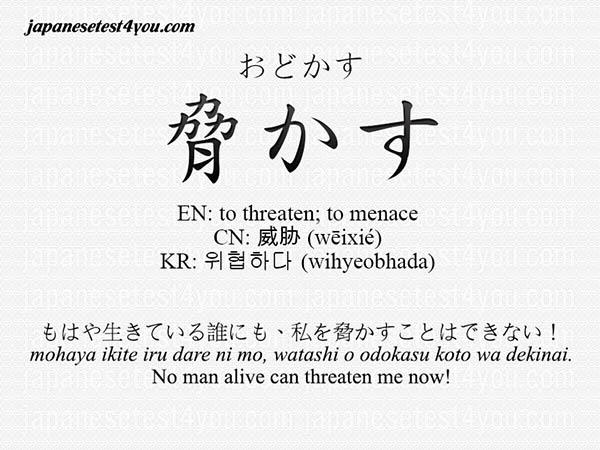 japanesetest4you.com
おどかす
脅かす
EN: to threaten; to menace
CN: 威胁 (wēixié)
KR: 위협하다 (wihyeobhada)
もはや生きている誰にも、私を脅かすことはできない！
mohaya ikite iru dare ni mo, watashi o odokasu koto wa dekinai.
No man alive can threaten me now!